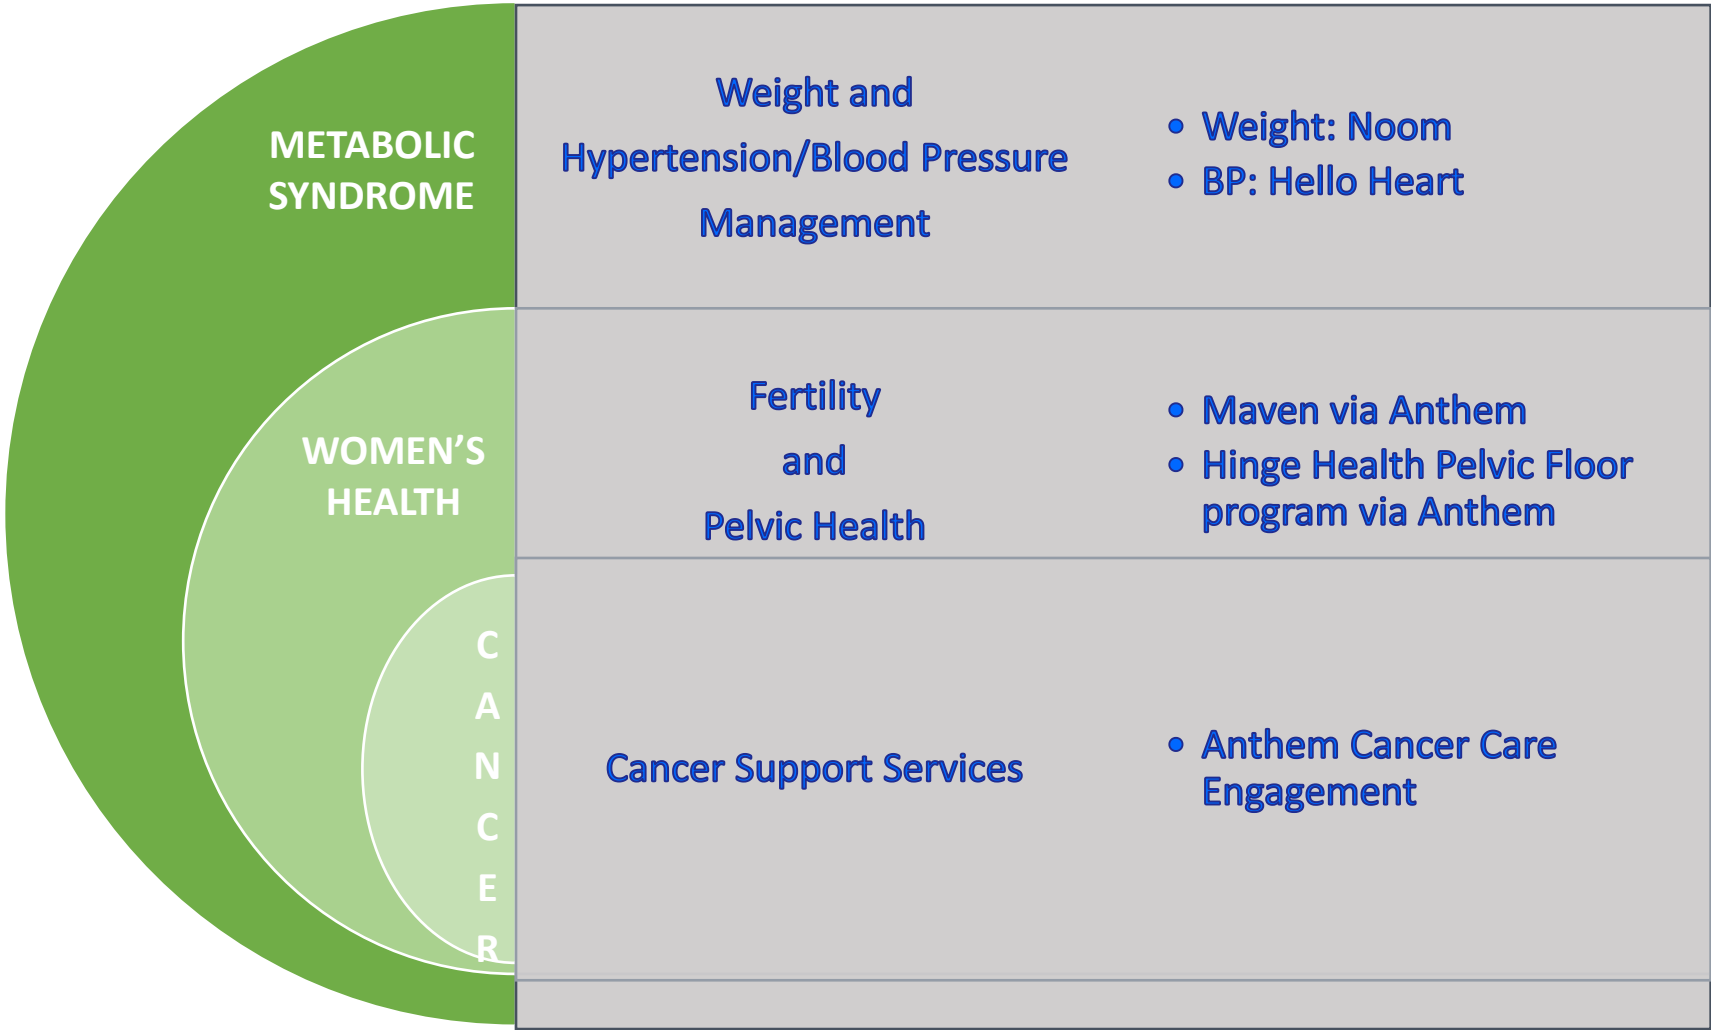 METABOLIC
SYNDROME
Weight and
Hypertension/Blood Pressure
Management
• Weight: Noom
• BP: Hello Heart
WOMEN’S
HEALTH
Fertility
and
Pelvic Health
• Maven via Anthem
• Hinge Health Pelvic Floor
program via Anthem
C
A
N
C
E
R
Cancer Support Services
• Anthem Cancer Care
Engagement